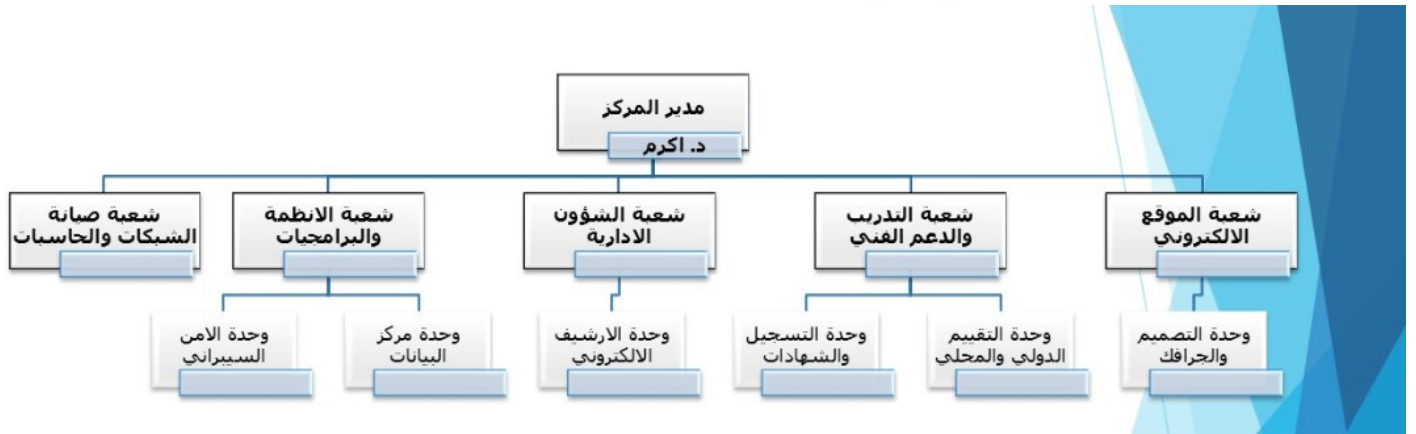 مدير المركز
د. اكرم
شعبة الموقع
الالكتروني
شعبة التدريب
والدعم الفني
شعبة الشؤون
الادارية
شعبة الانظمة
والبرامجيات
شعبة صيانة
الشبكات والحاسبات
وحدة التصميم
والجرافك
وحدة التقييم
الدولي والمحلي
وحدة التسجيل
والشهادات
وحدة الارشيف
الالكتروني
وحدة مركز
البيانات
وحدة الامن
السيبراني